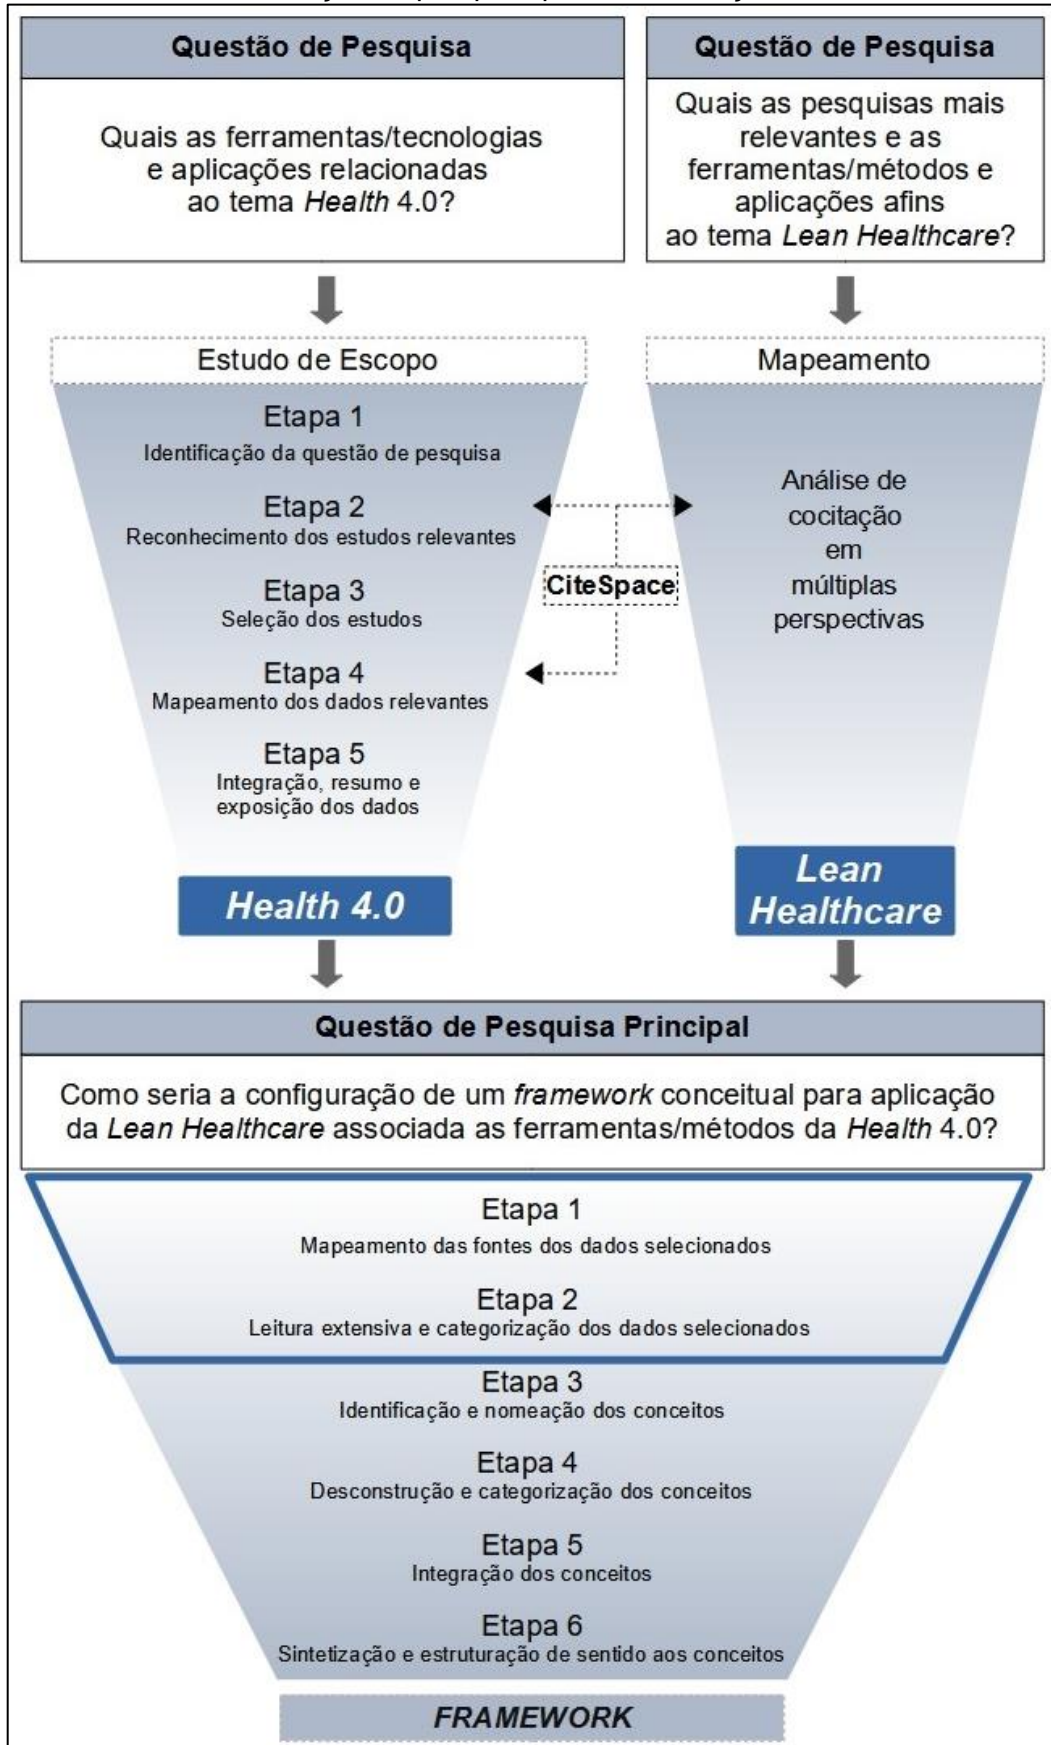 Questão de Pesquisa
Quais as ferramentas/tecnologias
e aplicações relacionadas
ao tema Health 4.0?
Questão de Pesquisa
Quais as pesquisas mais
relevantes e as
ferramentas/métodos e
aplicações afins
ao tema Lean Healthcare?
Estudo de Escopo
Etapa 1
Identificação da questão de pesquisa
Etapa 2
Reconhecimento dos estudos relevantes
Etapa 3
Seleção dos estudos
Etapa 4
Mapeamento dos dados relevantes
Etapa 5
Integração, resumo e
exposição dos dados
Health 4.0
CiteSpace
Mapeamento
Análise de
cocitação
em
múltiplas
perspectivas
Lean
Healthcare
Questão de Pesquisa Principal
Como seria a configuração de um framework conceitual para aplicação
da Lean Healthcare associada as ferramentas/métodos da Health 4.0?
Etapa 1
Mapeamento das fontes dos dados selecionados
Etapa 2
Leitura extensiva e categorização dos dados selecionados
Etapa 3
Identificação e nomeação dos conceitos
Etapa 4
Desconstrução e categorização dos conceitos
Etapa 5
Integração dos conceitos
Etapa 6
Sintetização e estruturação de sentido aos conceitos
FRAMEWORK